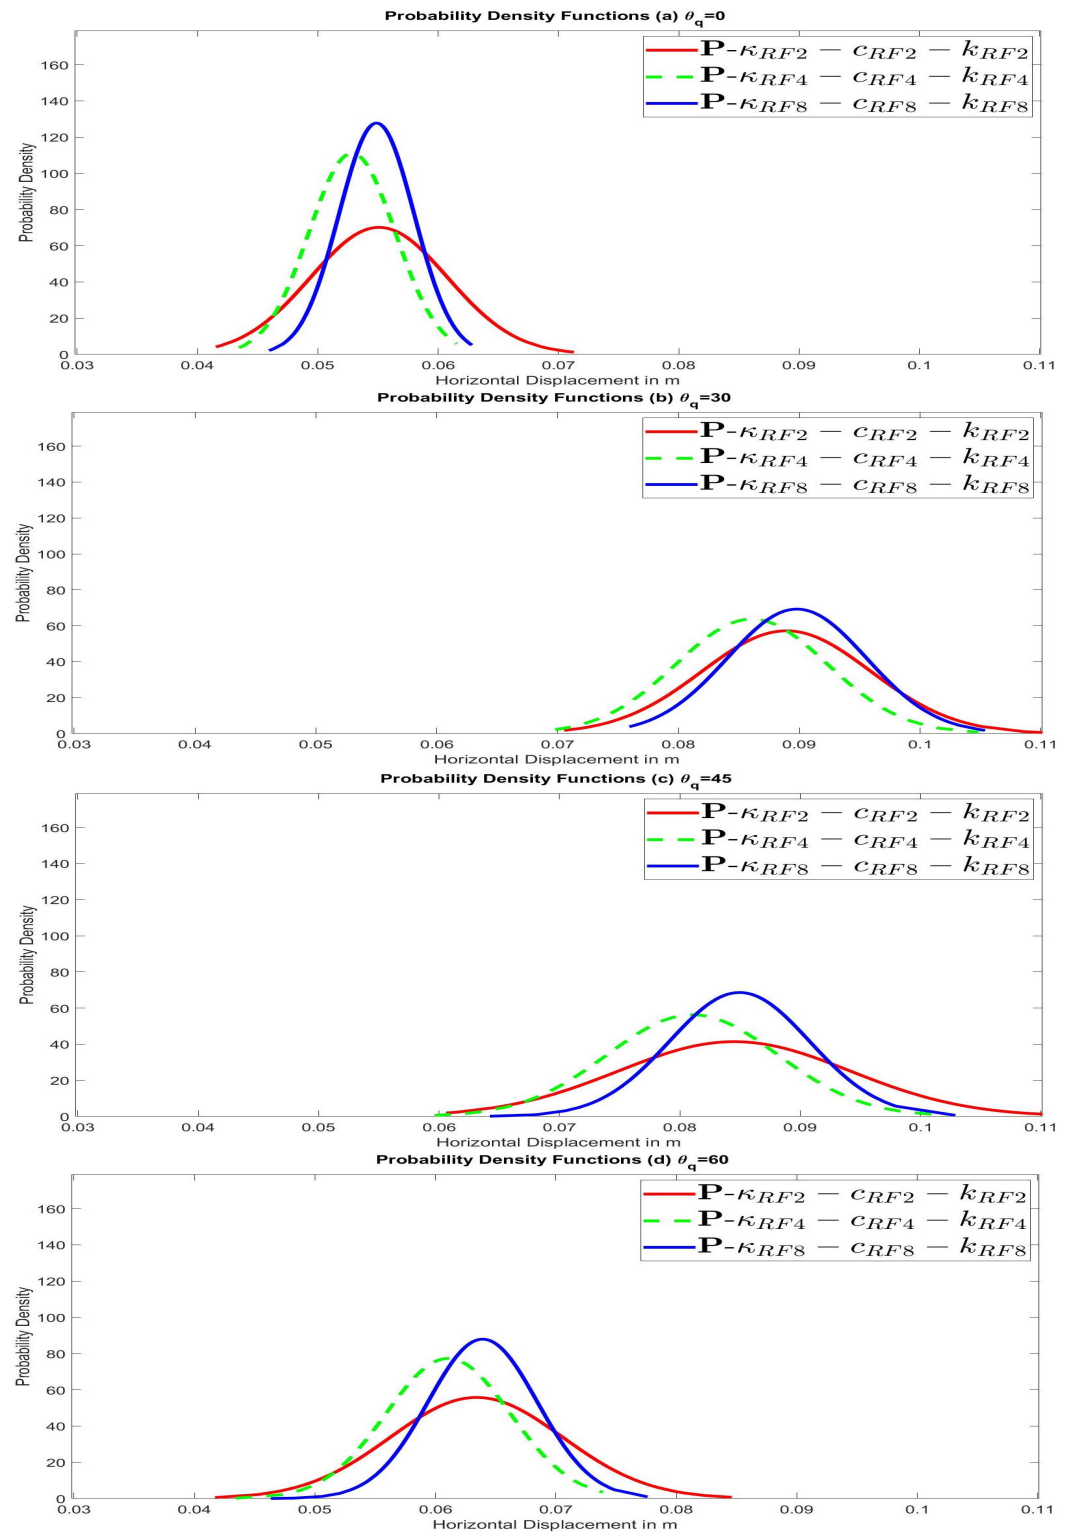 Probability Density Functions (a) θq=0
P-κRF2 − cRF2 − kRF2
P-κRF4 − cRF4 − kRF4
P-κRF8 − cRF8 − kRF8
Probability Density
160
140
120
100
80
60
40
20
0
0.03 0.04 0.05 0.06 0.07 0.08 0.09 0.1 0.11
Horizontal Displacement in m
Probability Density Functions (b) θq=30
P-κRF2 − cRF2 − kRF2
P-κRF4 − cRF4 − kRF4
P-κRF8 − cRF8 − kRF8
Probability Density
160
140
120
100
80
60
40
20
0
0.03 0.04 0.05 0.06 0.07 0.08 0.09 0.1 0.11
Horizontal Displacement in m
Probability Density Functions (c) θq=45
P-κRF2 − cRF2 − kRF2
P-κRF4 − cRF4 − kRF4
P-κRF8 − cRF8 − kRF8
Probability Density
160
140
120
100
80
60
40
20
0
0.03 0.04 0.05 0.06 0.07 0.08 0.09 0.1 0.11
Horizontal Displacement in m
Probability Density Functions (d) θq=60
P-κRF2 − cRF2 − kRF2
P-κRF4 − cRF4 − kRF4
P-κRF8 − cRF8 − kRF8
Probability Density
160
140
120
100
80
60
40
20
0
0.03 0.04 0.05 0.06 0.07 0.08 0.09 0.1 0.11
Horizontal Displacement in m